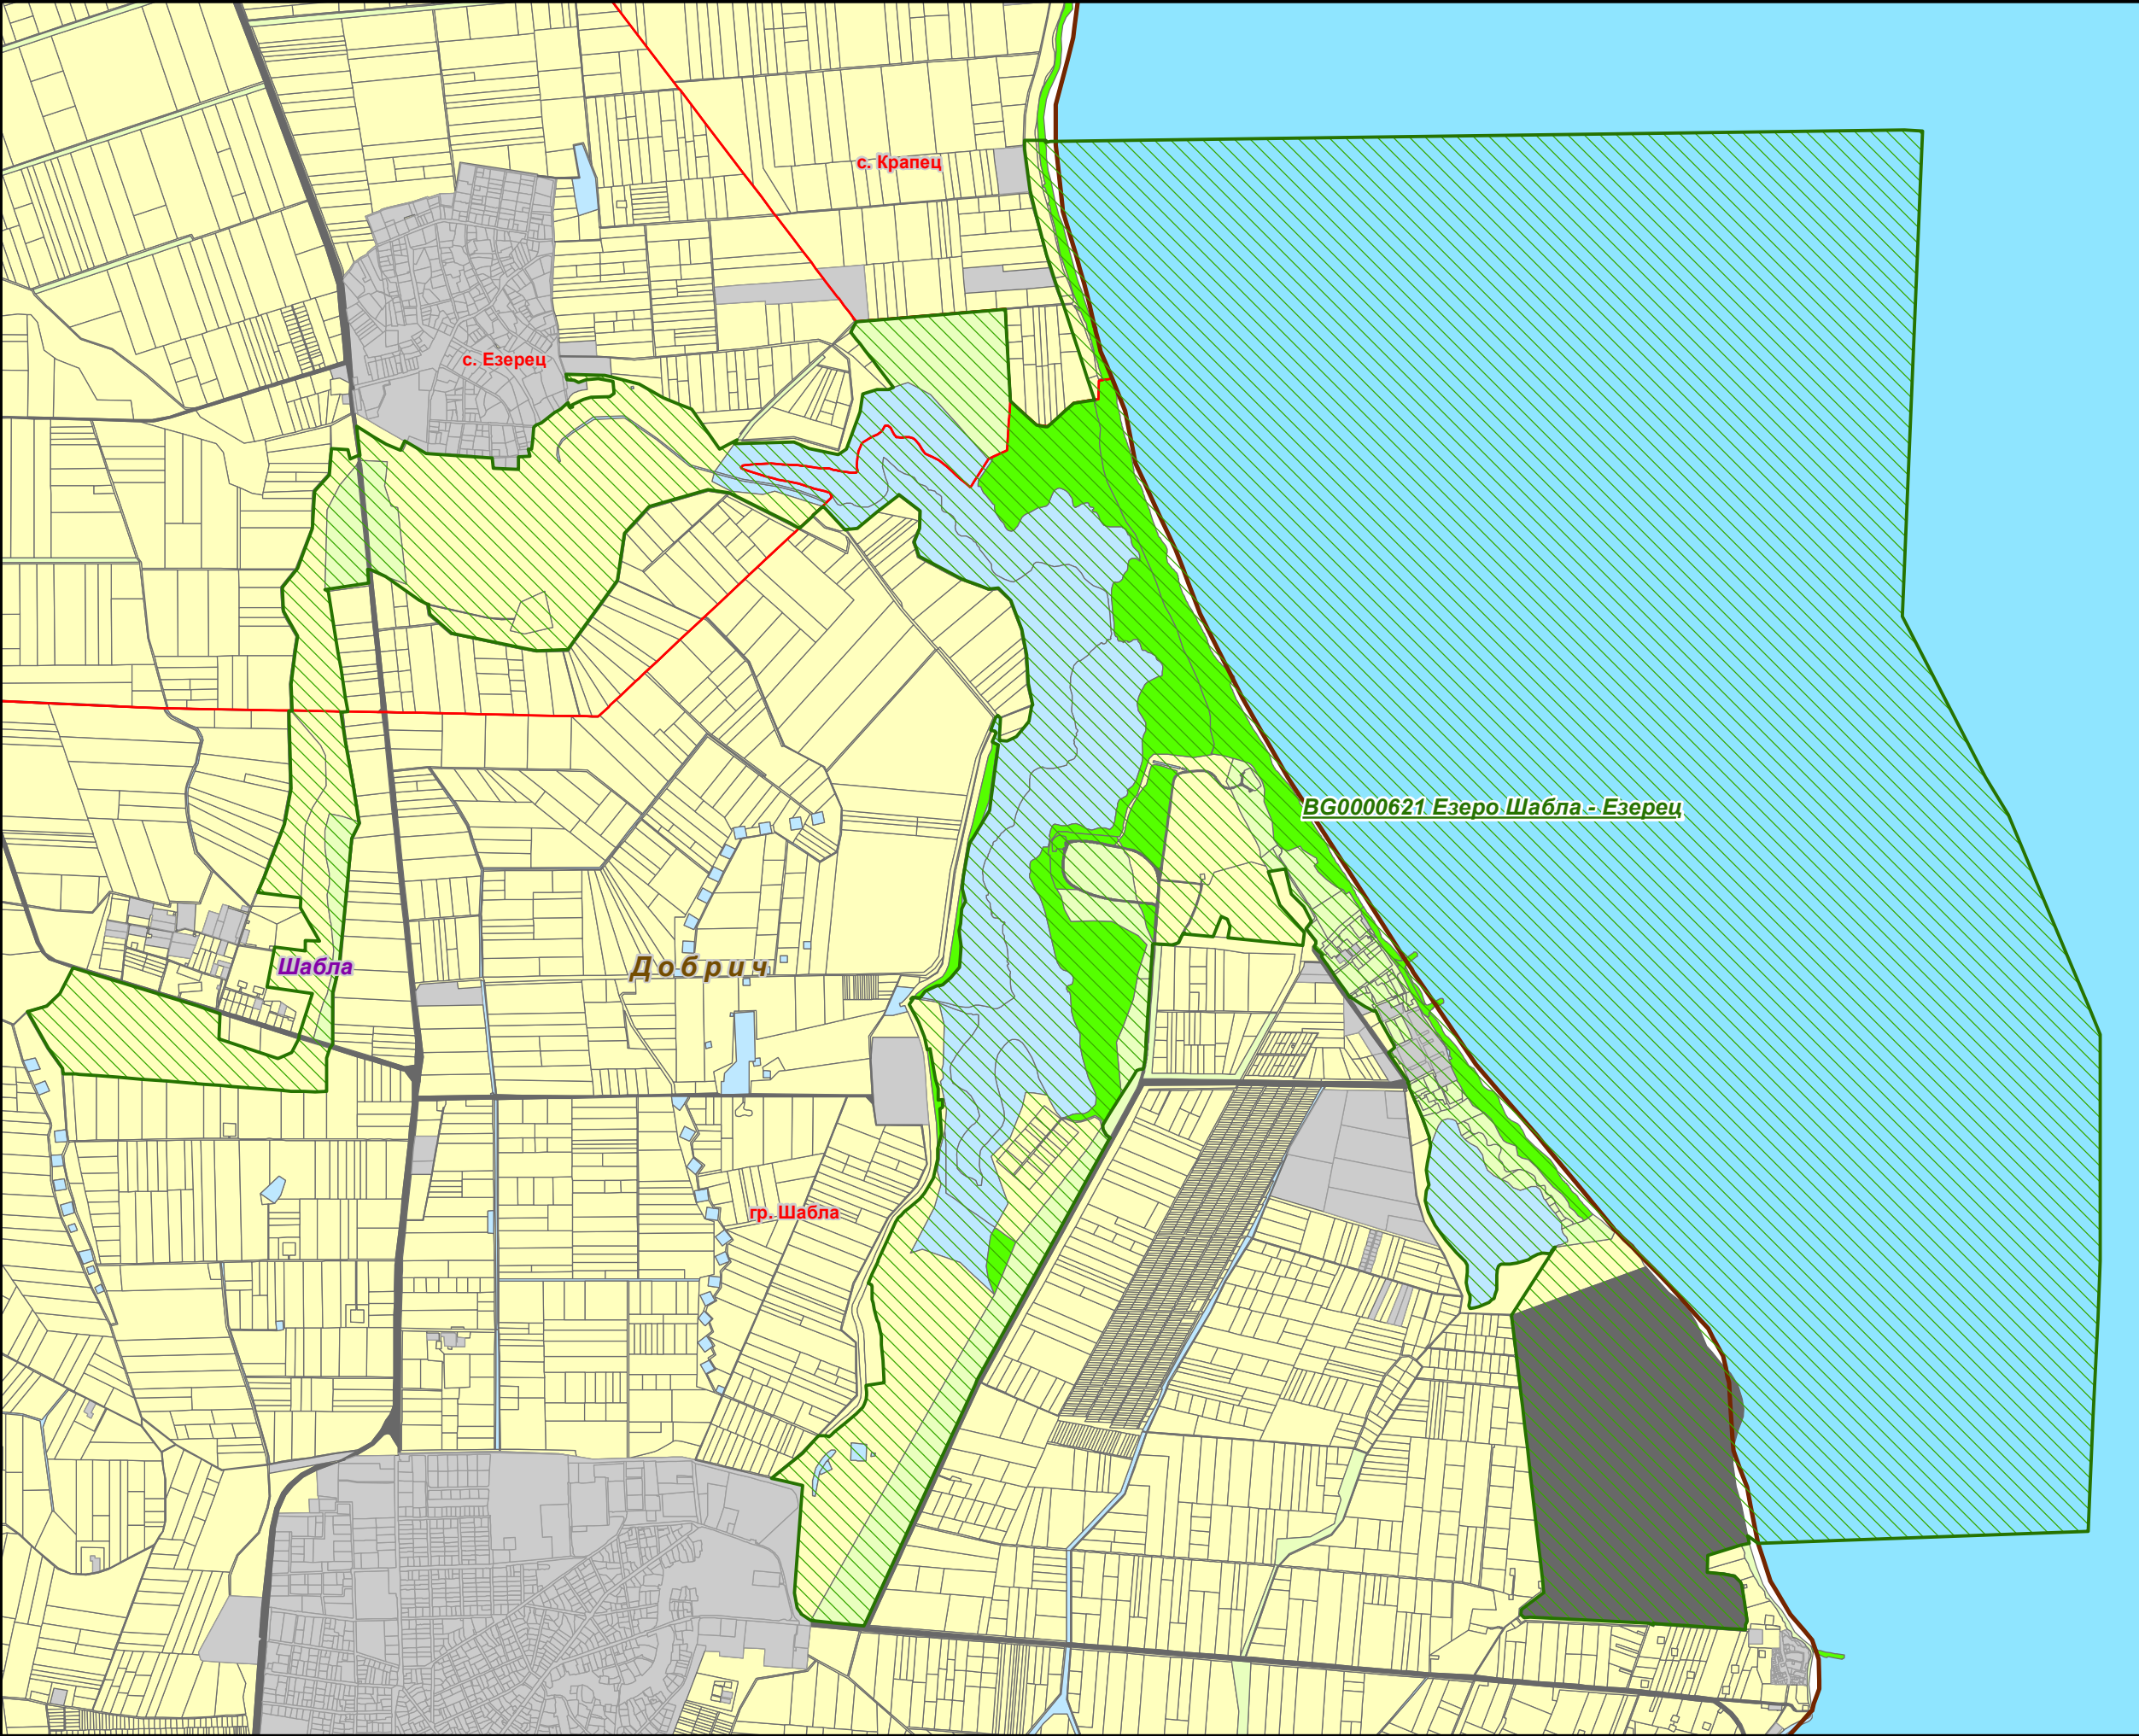 с. Крапец
с. Езерец
BG0000621 Езеро Шабла - Езерец
Шабла
Добрич
гр. Шабла